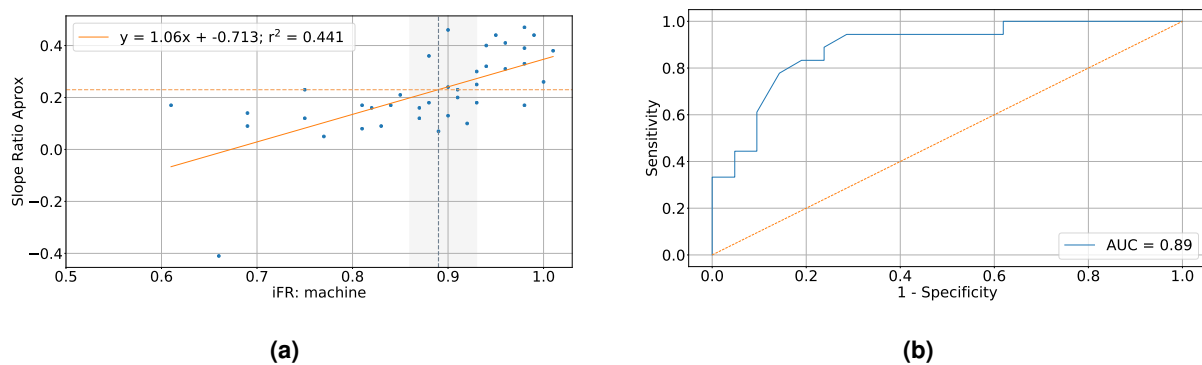 y = 1.06x + -0.713; r² = 0.441
0.4
0.2
0.0
−0.2
−0.4
Slope Ratio Aprox
0.5 0.6 0.7 0.8 0.9 1.0
iFR: machine
(a)
1.0
0.8
0.6
0.4
0.2
0.0
Sensitivity
AUC = 0.89
0.0 0.2 0.4 0.6 0.8 1.0
1 - Specificity
(b)